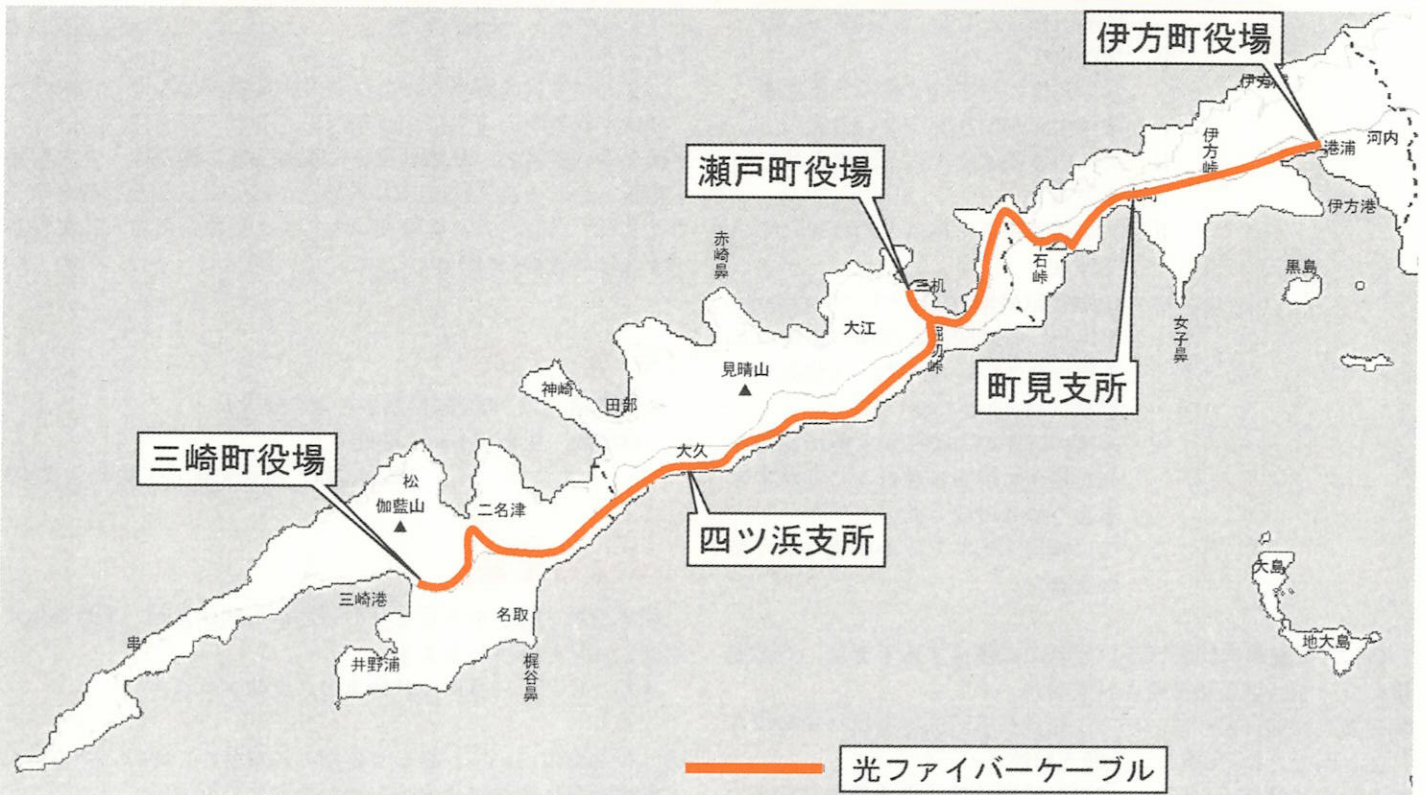 伊方町役場
伊方
河内
港浦
伊方峠
伊方港
瀬戸町役場
赤崎鼻
三机
石峠
黒島
女子鼻
大江
堀切峠
町見支所
見晴山
神崎
田部
三崎町役場
大久
松
伽藍山
二名津
四ツ浜支所
三崎港
名取
大島
地大島
串
井野浦
梶谷鼻
光ファイバーケーブル